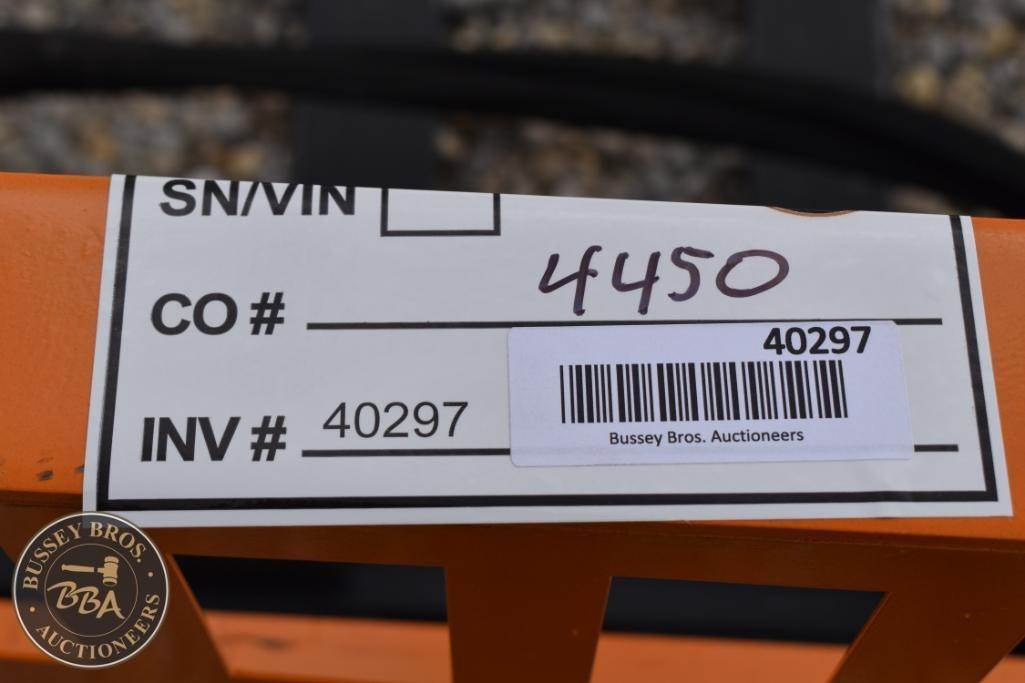 SN/VIN
CO # 4450
40297
INV # 40297
Bussey Bros. Auctioneers
BUSSEY BROS.
BBA
AUCTIONEERS